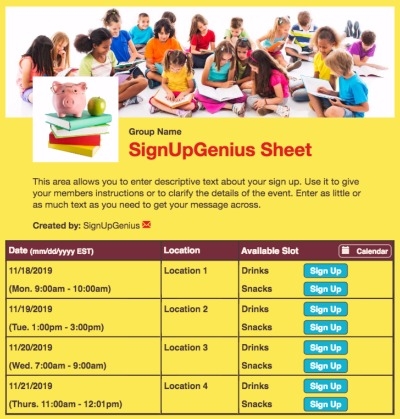 Group Name
SignUpGenius Sheet
This area allows you to enter descriptive text about your sign up. Use it to give
your members instructions or to clarify the details of the event. Enter as little or
as much text as you need to get your message across.
Created by: SignUpGenius
Date (mm/dd/yyyy EST) Location Available Slot Calendar
11/18/2019 Location 1 Drinks Sign Up
(Mon. 9:00am - 10:00am) Snacks Sign Up
11/19/2019 Location 2 Drinks Sign Up
(Tue. 1:00pm - 3:00pm) Snacks Sign Up
11/20/2019 Location 3 Drinks Sign Up
(Wed. 7:00am - 9:00am) Snacks Sign Up
11/21/2019 Location 4 Drinks Sign Up
(Thurs. 11:00am - 12:01pm) Snacks Sign Up